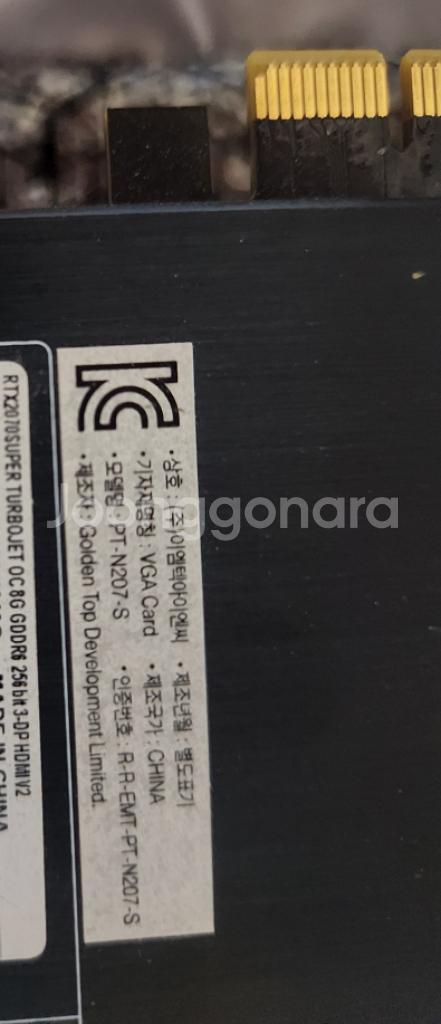 KC
•상호 : (주)이엠텍아이엔씨 •제조년월 : 별도표기
•기자재명칭 : VGA Card •제조국가 : CHINA
•모델명 : PT-N207-S •인증번호 : R-R-EMT-PT-N207-S
•제조자 : Golden Top Development Limited.
RTX2070SUPER TURBOJET OC 8G GDDR6 256 bit 3-DP HDMI V2
MADE IN CHINA
Joonggonara